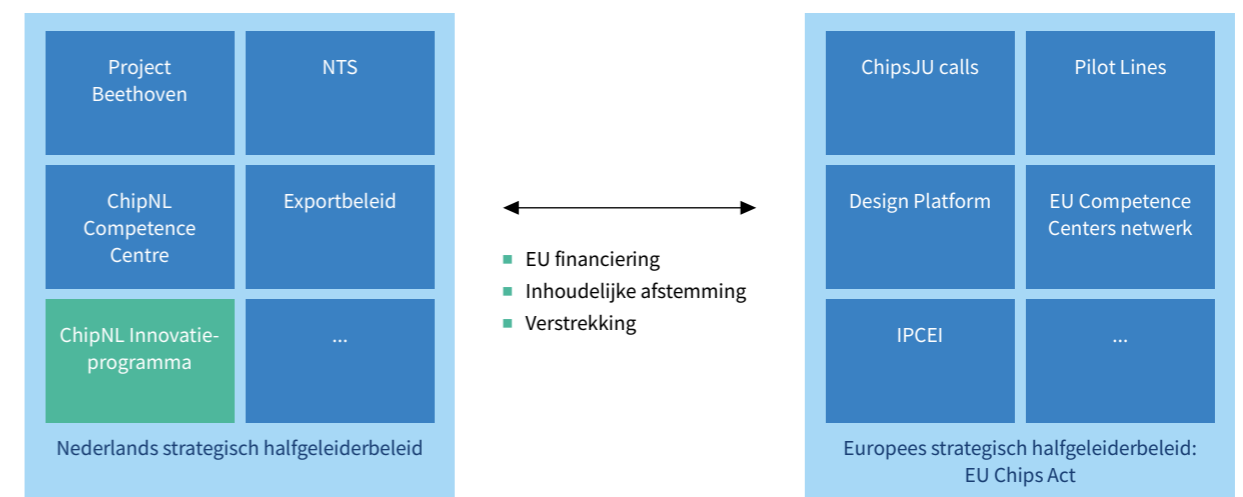 Project
Beethoven
NTS
ChipNL
Competence
Centre
Exportbeleid
ChipNL Innovatie-
programma
...
Nederlands strategisch halfgeleiderbeleid
EU financiering
Inhoudelijke afstemming
Verstrekking
ChipsJU calls
Pilot Lines
Design Platform
EU Competence
Centers netwerk
IPCEI
...
Europees strategisch halfgeleiderbeleid:
EU Chips Act